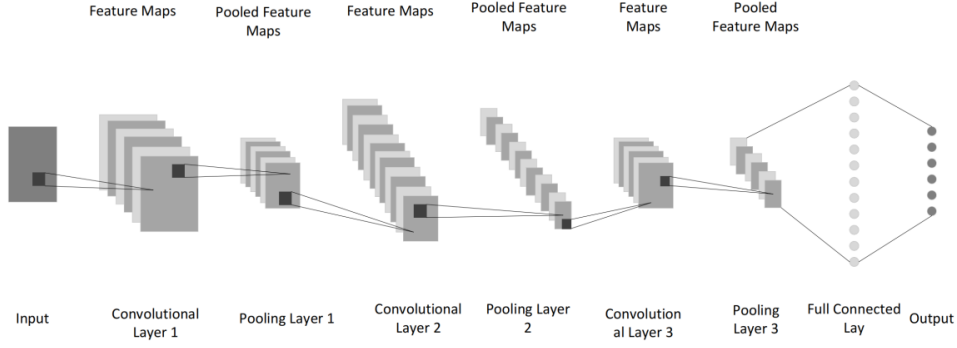 Feature Maps
Pooled Feature
Maps
Feature Maps
Pooled Feature
Maps
Feature
Maps
Pooled
Feature Maps
Input
Convolutional
Layer 1
Pooling Layer 1
Convolutional
Layer 2
Pooling Layer
2
Convolution
al Layer 3
Pooling
Layer 3
Full Connected
Lay
Output